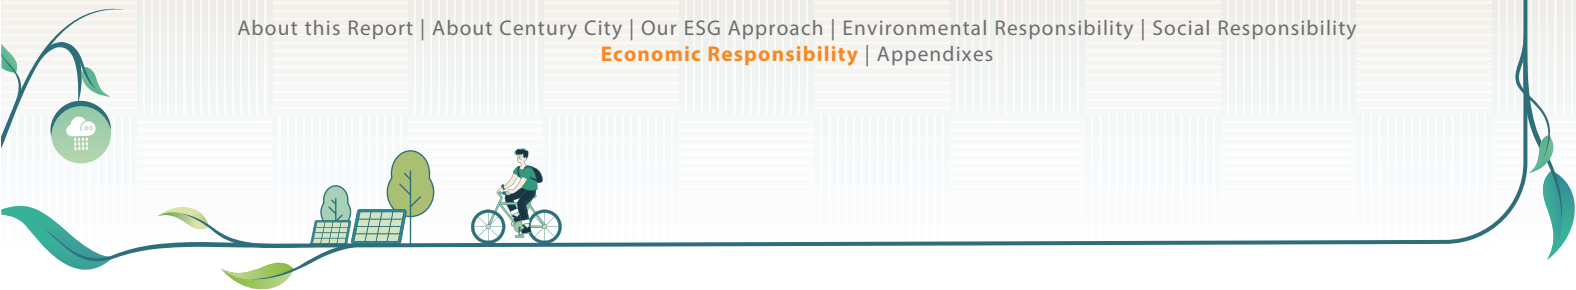 About this Report | About Century City | Our ESG Approach | Environmental Responsibility | Social Responsibility
Economic Responsibility | Appendixes